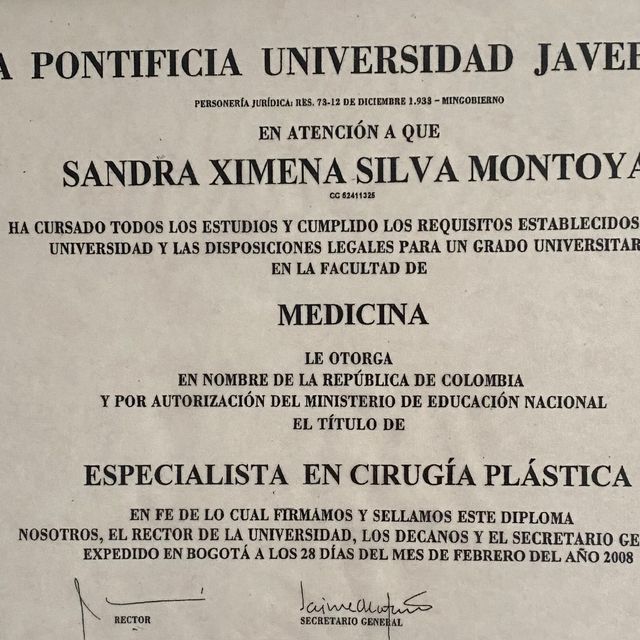 A PONTIFICIA UNIVERSIDAD JAVE
PERSONERÍA JURÍDICA: RES. 73-12 DE DICIEMBRE 1.933 – MINGOBIERNO
EN ATENCIÓN A QUE
SANDRA XIMENA SILVA MONTOYA
CC 52411325
HA CURSADO TODOS LOS ESTUDIOS Y CUMPLIDO LOS REQUISITOS ESTABLECIDOS
UNIVERSIDAD Y LAS DISPOSICIONES LEGALES PARA UN GRADO UNIVERSITAR
EN LA FACULTAD DE
MEDICINA
LE OTORGA
EN NOMBRE DE LA REPÚBLICA DE COLOMBIA
Y POR AUTORIZACIÓN DEL MINISTERIO DE EDUCACIÓN NACIONAL
EL TÍTULO DE
ESPECIALISTA EN CIRUGÍA PLÁSTICA
EN FE DE LO CUAL FIRMAMOS Y SELLAMOS ESTE DIPLOMA
NOSOTROS, EL RECTOR DE LA UNIVERSIDAD, LOS DECANOS Y EL SECRETARIO GE
EXPEDIDO EN BOGOTÁ A LOS 28 DÍAS DEL MES DE FEBRERO DEL AÑO 2008
RECTOR
SECRETARIO GENERAL